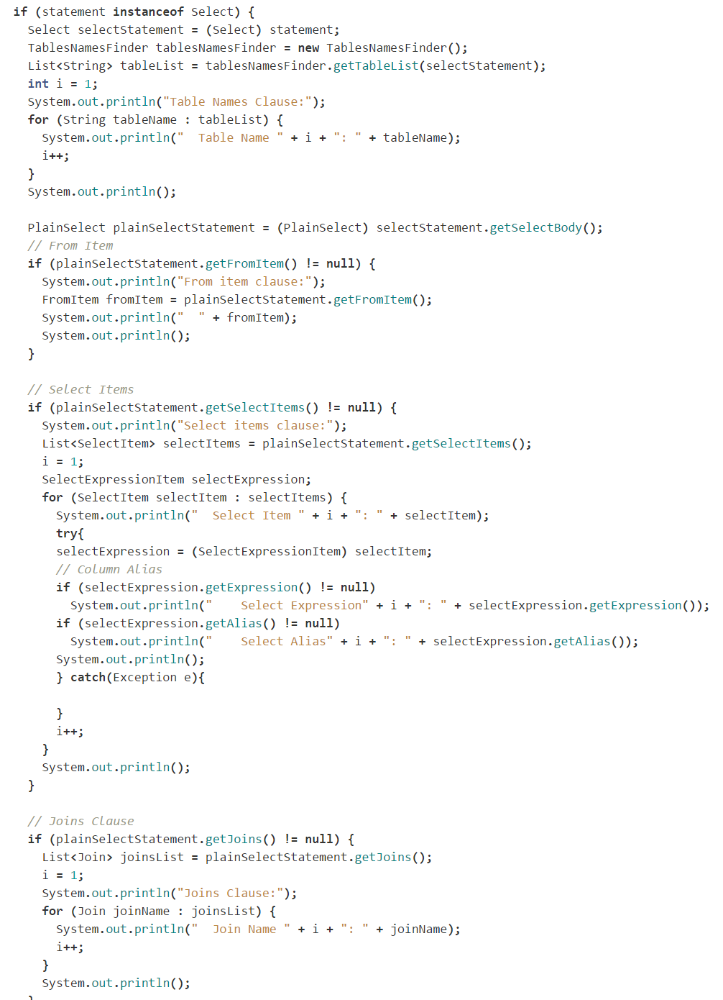 if (statement instanceof Select) {
  Select selectStatement = (Select) statement;
  TablesNamesFinder tablesNamesFinder = new TablesNamesFinder();
  List<String> tableList = tablesNamesFinder.getTableList(selectStatement);
  int i = 1;
  System.out.println("Table Names Clause:");
  for (String tableName : tableList) {
    System.out.println("  Table Name " + i + ": " + tableName);
    i++;
  }
  System.out.println();

  PlainSelect plainSelectStatement = (PlainSelect) selectStatement.getSelectBody();
  // From Item
  if (plainSelectStatement.getFromItem() != null) {
    System.out.println("From item clause:");
    FromItem fromItem = plainSelectStatement.getFromItem();
    System.out.println("  " + fromItem);
    System.out.println();
  }

  // Select Items
  if (plainSelectStatement.getSelectItems() != null) {
    System.out.println("Select items clause:");
    List<SelectItem> selectItems = plainSelectStatement.getSelectItems();
    i = 1;
    SelectExpressionItem selectExpression;
    for (SelectItem selectItem : selectItems) {
      System.out.println("  Select Item " + i + ": " + selectItem);
      try{
      selectExpression = (SelectExpressionItem) selectItem;
      // Column Alias
      if (selectExpression.getExpression() != null)
        System.out.println("    Select Expression" + i + ": " + selectExpression.getExpression());
      if (selectExpression.getAlias() != null)
        System.out.println("    Select Alias" + i + ": " + selectExpression.getAlias());
      System.out.println();
      } catch(Exception e){

      }
      i++;
    }
    System.out.println();
  }

  // Joins Clause
  if (plainSelectStatement.getJoins() != null) {
    List<Join> joinsList = plainSelectStatement.getJoins();
    i = 1;
    System.out.println("Joins Clause:");
    for (Join joinName : joinsList) {
      System.out.println("  Join Name " + i + ": " + joinName);
      i++;
    }
    System.out.println();
  }